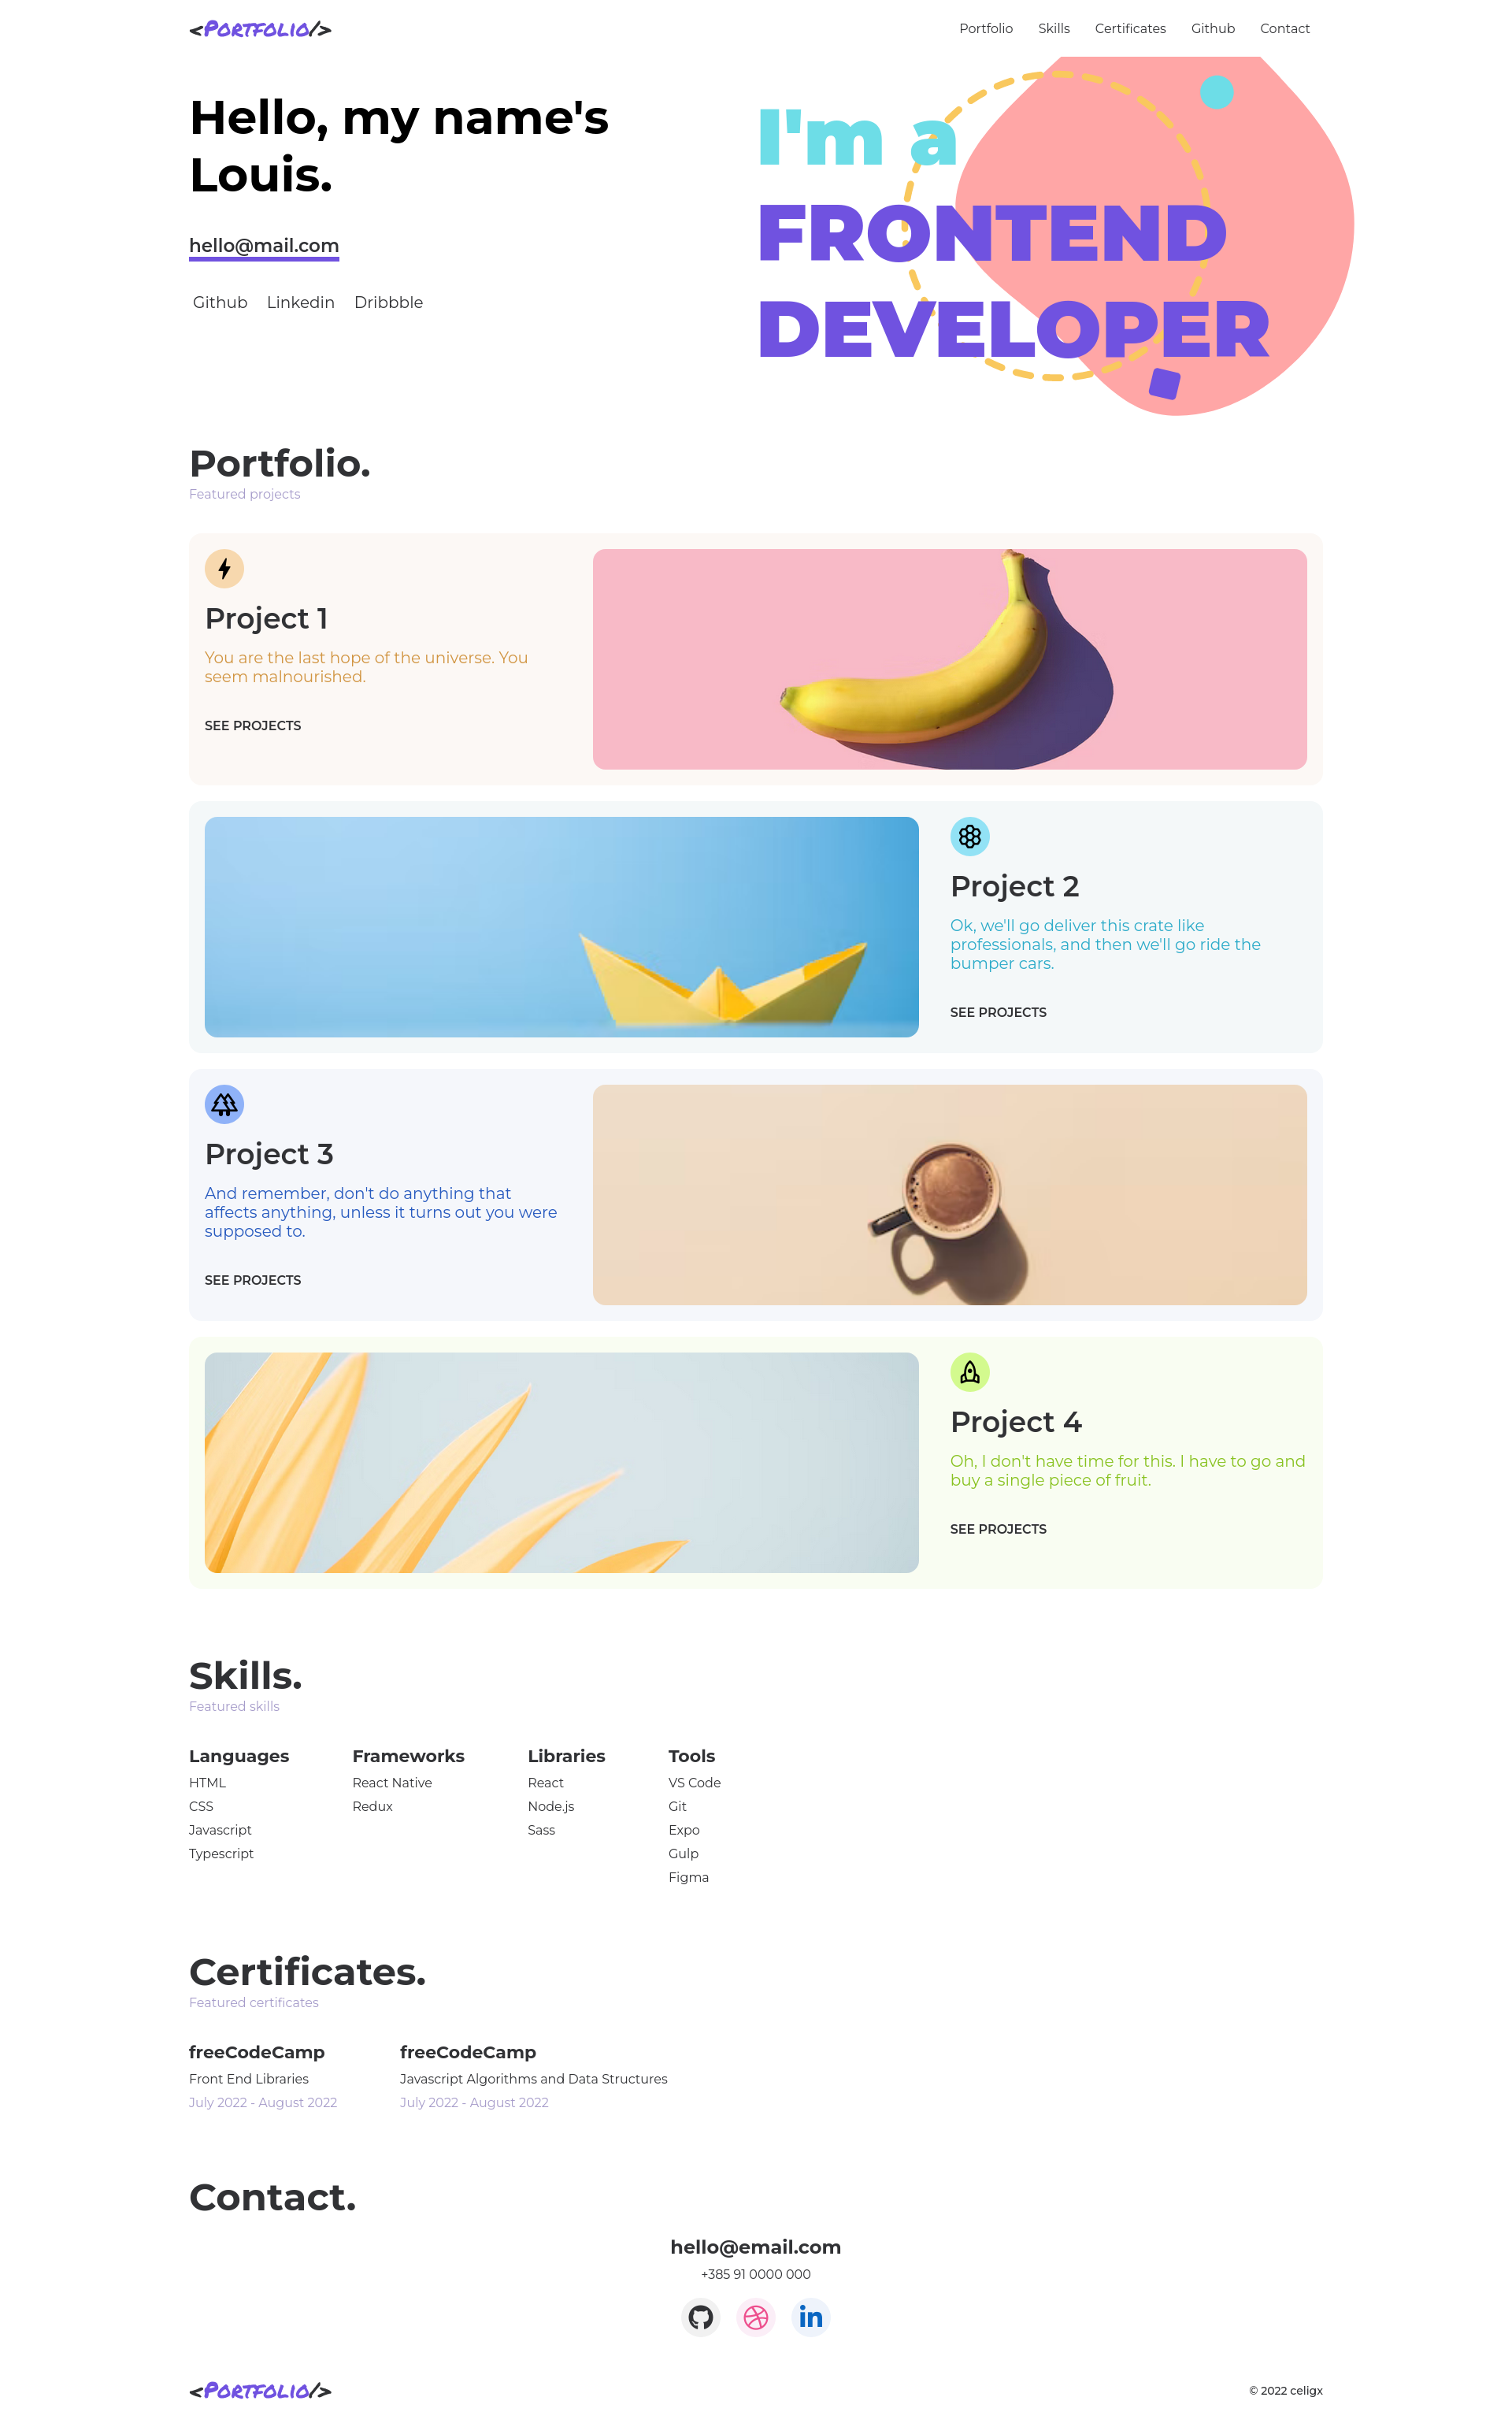 <Portfolio/>
Portfolio Skills Certificates Github Contact
Hello, my name's
Louis.
hello@mail.com
Github Linkedin Dribbble
I'm a
FRONTEND
DEVELOPER
Portfolio.
Featured projects
Project 1
You are the last hope of the universe. You
seem malnourished.
SEE PROJECTS
Project 2
Ok, we'll go deliver this crate like
professionals, and then we'll go ride the
bumper cars.
SEE PROJECTS
Project 3
And remember, don't do anything that
affects anything, unless it turns out you were
supposed to.
SEE PROJECTS
Project 4
Oh, I don't have time for this. I have to go and
buy a single piece of fruit.
SEE PROJECTS
Skills.
Featured skills
Languages
HTML
CSS
Javascript
Typescript
Frameworks
React Native
Redux
Libraries
React
Node.js
Sass
Tools
VS Code
Git
Expo
Gulp
Figma
Certificates.
Featured certificates
freeCodeCamp
Front End Libraries
July 2022 - August 2022
freeCodeCamp
Javascript Algorithms and Data Structures
July 2022 - August 2022
Contact.
hello@email.com
+385 91 0000 000
in
<Portfolio/>
© 2022 celigx